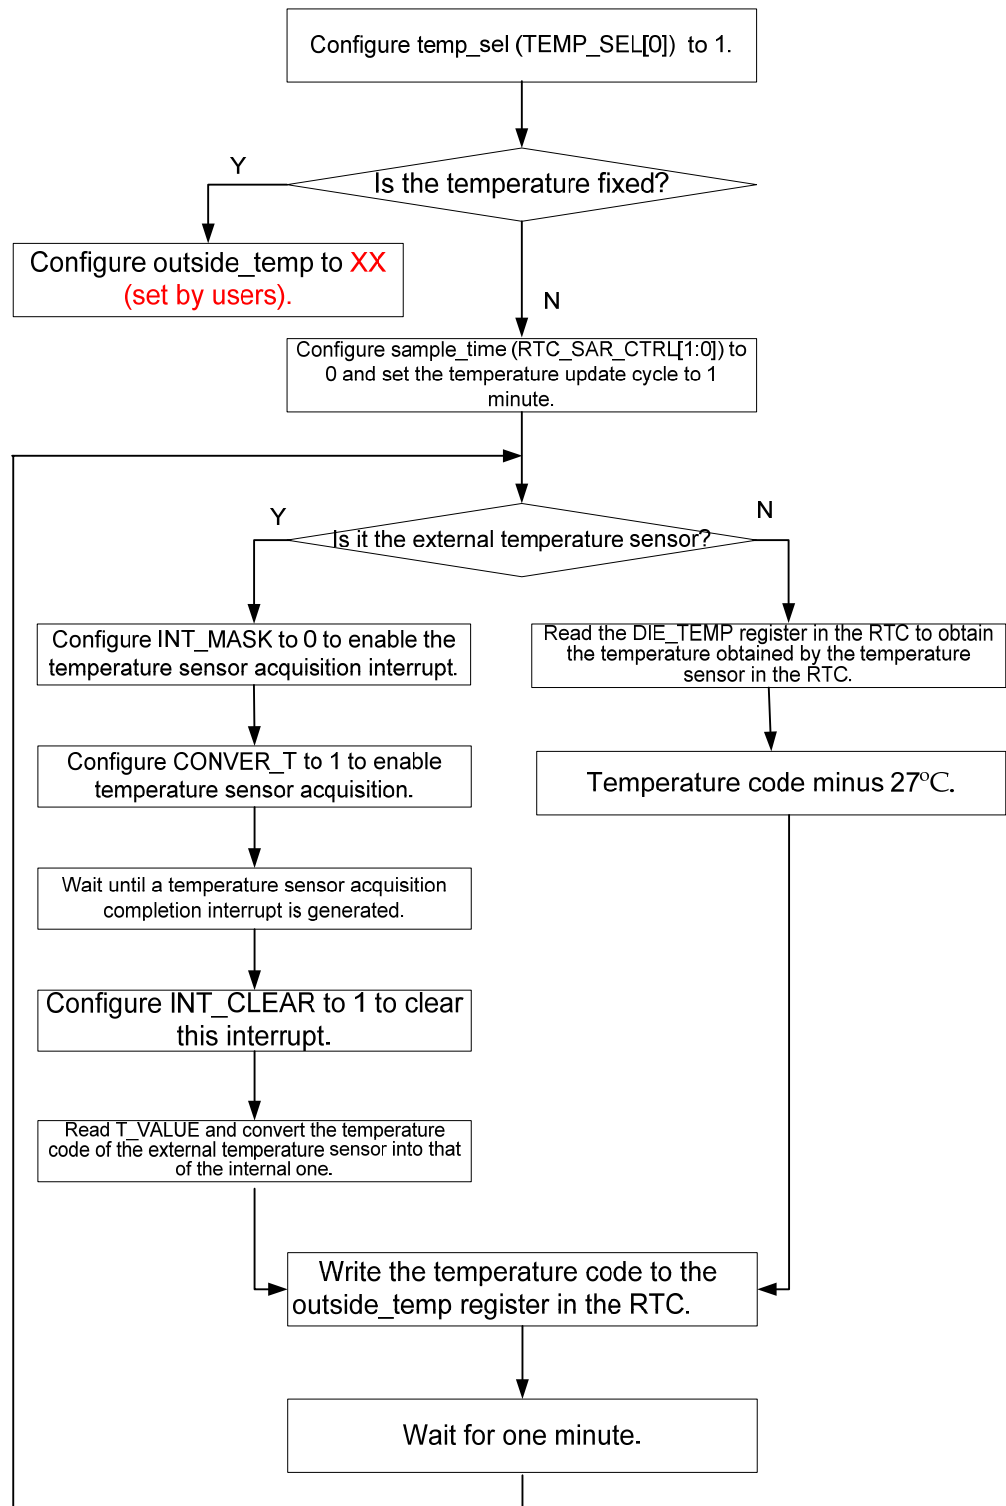 Configure temp_sel (TEMP_SEL[0]) to 1.
Y
Is the temperature fixed?
Configure outside_temp to XX
(set by users).
N
Configure sample_time (RTC_SAR_CTRL[1:0]) to
0 and set the temperature update cycle to 1
minute.
Y
N
Is it the external temperature sensor?
Configure INT_MASK to 0 to enable the
temperature sensor acquisition interrupt.
Read the DIE_TEMP register in the RTC to obtain
the temperature obtained by the temperature
sensor in the RTC.
Configure CONVER_T to 1 to enable
temperature sensor acquisition.
Temperature code minus 27°C.
Wait until a temperature sensor acquisition
completion interrupt is generated.
Configure INT_CLEAR to 1 to clear
this interrupt.
Read T_VALUE and convert the temperature
code of the external temperature sensor into that
of the internal one.
Write the temperature code to the
outside_temp register in the RTC.
Wait for one minute.